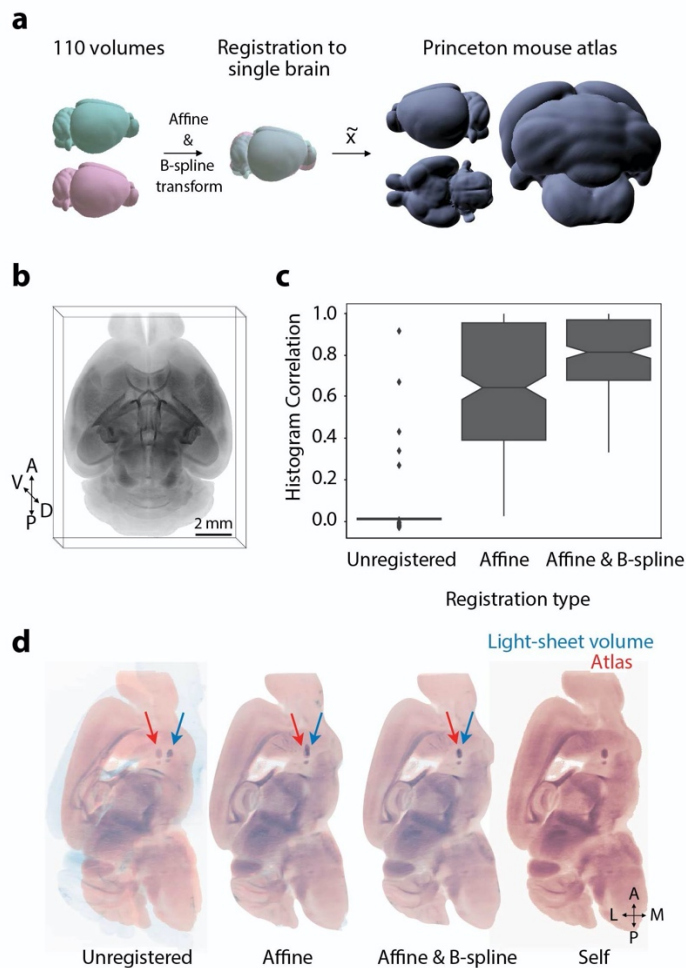 a
110 volumes
Registration to
single brain
Princeton mouse atlas
Affine
&
B-spline
transform
x̃
b
A
V
D
P
2 mm
c
Histogram Correlation
1.0
0.8
0.6
0.4
0.2
0.0
Unregistered Affine Affine & B-spline
Registration type
d
Light-sheet volume
Atlas
A
L M
P
Unregistered Affine Affine & B-spline Self